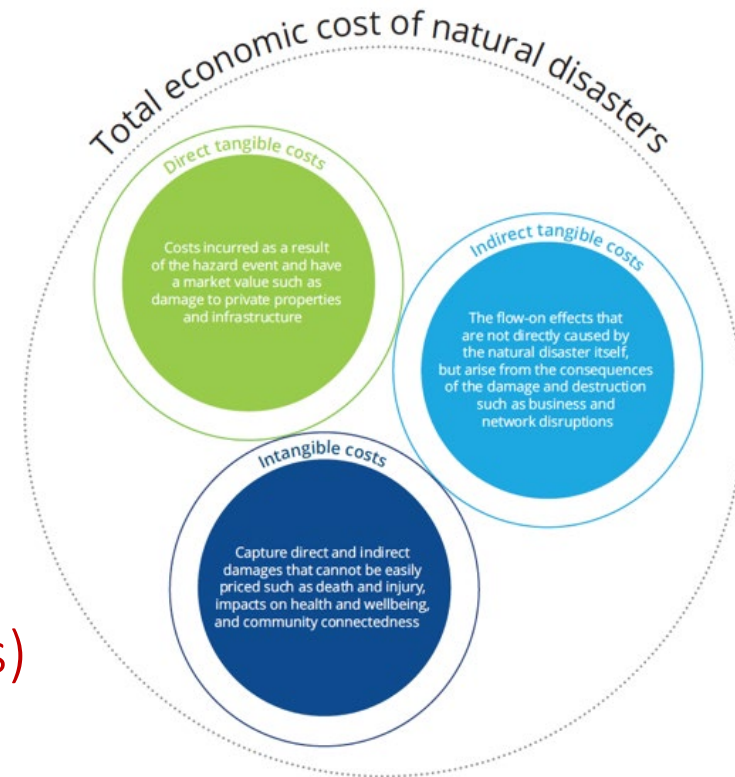 Total economic cost of natural disasters
Direct tangible costs
Costs incurred as a result
of the hazard event and have
a market value such as
damage to private properties
and infrastructure
Indirect tangible costs
The flow-on effects that
are not directly caused by
the natural disaster itself,
but arise from the consequences
of the damage and destruction
such as business and
network disruptions
Intangible costs
Capture direct and indirect
damages that cannot be easily
priced such as death and injury,
impacts on health and wellbeing,
and community connectedness
s)